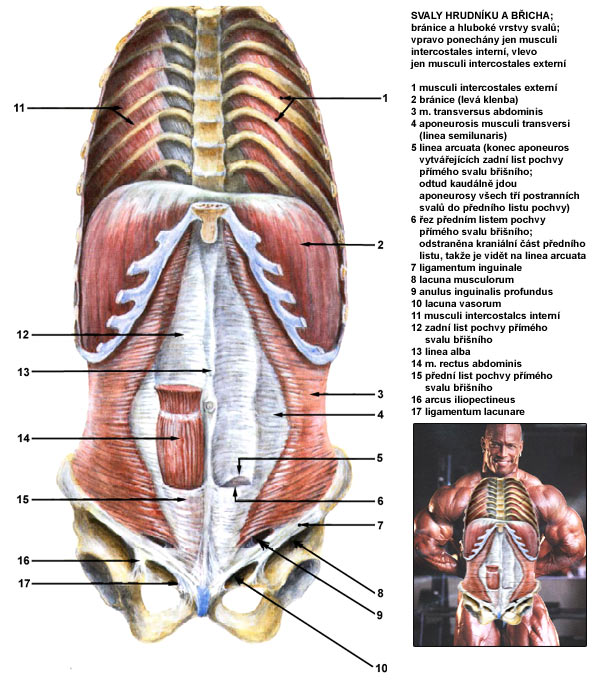 SVALY HRUDNÍKU A BŘICHA;
bránice a hluboké vrstvy svalů;
vpravo ponechány jen musculi
intercostales interní, vlevo
jen musculi intercostales externí
1 musculi intercostales externí
2 bránice (levá klenba)
3 m. transversus abdominis
4 aponeurosis musculi transversi
(linea semilunaris)
5 linea arcuata (konec aponeuros
vytvářejících zadní list pochvy
přímého svalu břišního;
odtud kaudálně jdou
aponeurosy všech tří postranních
svalů do předního listu pochvy)
6 řez předním listem pochvy
přímého svalu břišního;
odstraněna kraniální část předního
listu, takže je vidět na linea arcuata
7 ligamentum inguinale
8 lacuna musculorum
9 anulus inguinalis profundus
10 lacuna vasorum
11 musculi intercostalcs interní
12 zadní list pochvy přímého
svalu břišního
13 linea alba
14 m. rectus abdominis
15 přední list pochvy přímého
svalu břišního
16 arcus iliopectineus
17 ligamentum lacunare
11
1
2
12
13
3
4
14
5
15
6
7
16
17
8
9
10